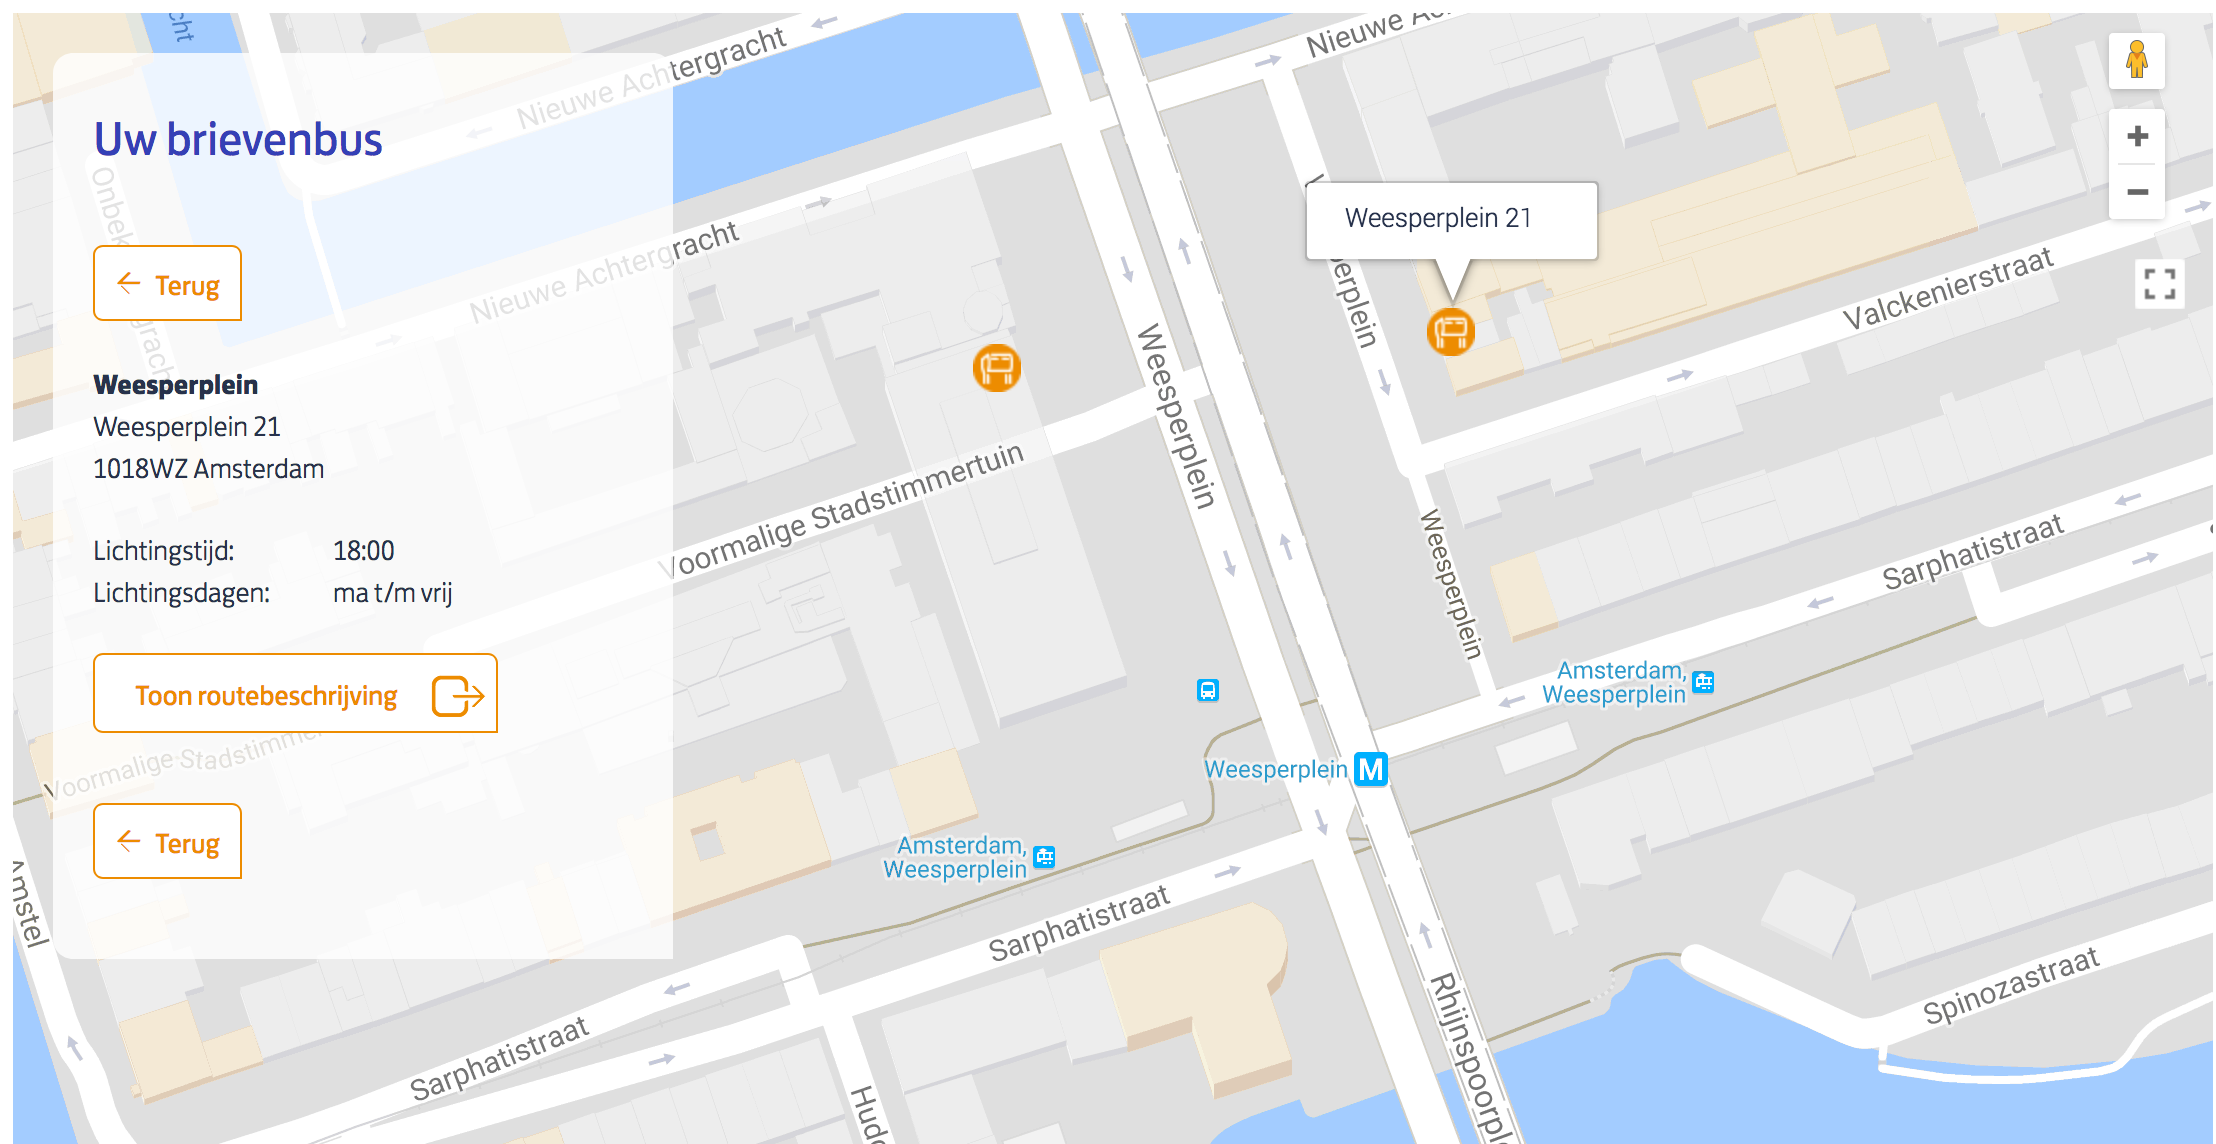 Uw brievenbus
Terug
Weesperplein
Weesperplein 21
1018WZ Amsterdam
Lichtingstijd: 18:00
Lichtingsdagen: ma t/m vrij
Toon routebeschrijving
Terug
Nieuwe Achtergracht
Nieuwe Achtergracht
Voormalige Stadstimmertuin
Voormalige
Amstel
Weesperplein 21
Valckenierstraat
Weesperplein
Weesperplein
Sarphatistraat
Amsterdam,
Weesperplein
Weesperplein M
Amsterdam,
Weesperplein
Sarphatistraat
Sarphatistraat
Spinozastraat